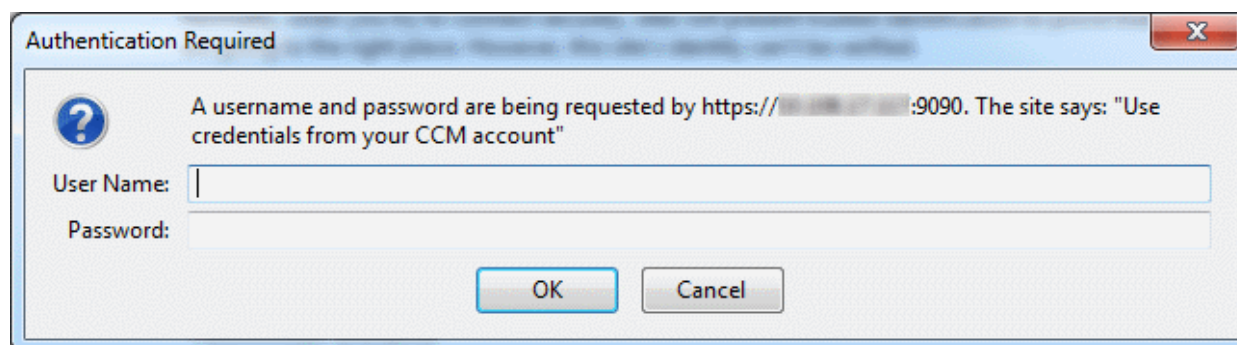 Authentication Required
A username and password are being requested by https:// :9090. The site says: "Use
credentials from your CCM account"
User Name:
Password:
OK
Cancel